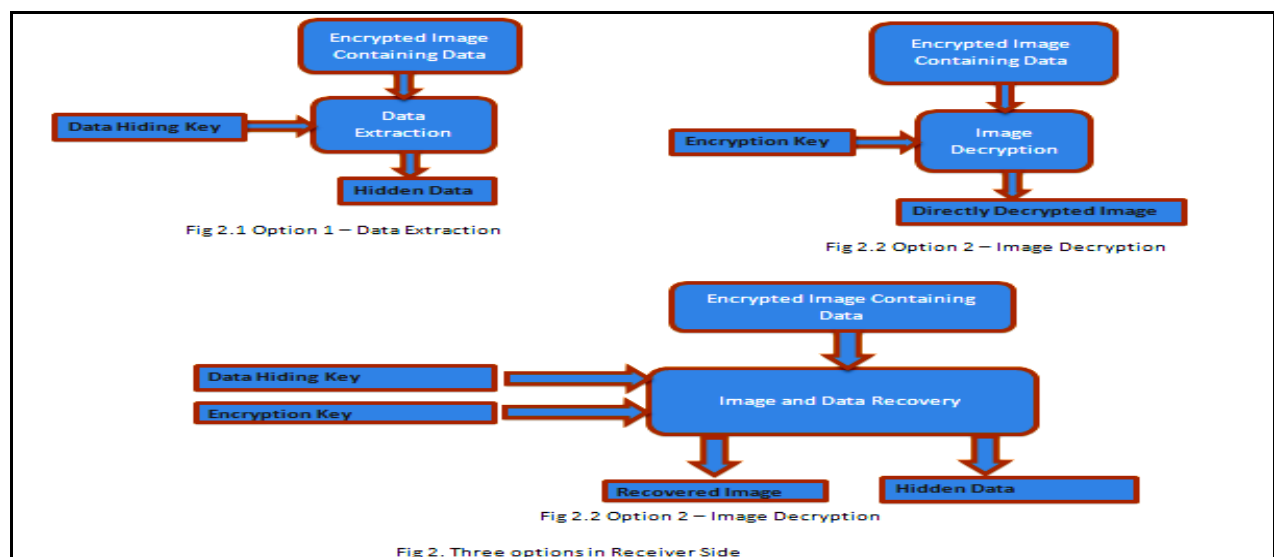 Encrypted Image
Containing Data
Data Hiding Key
Data
Extraction
Hidden Data
Fig 2.1 Option 1 – Data Extraction
Encrypted Image
Containing Data
Encryption Key
Image
Decryption
Directly Decrypted Image
Fig 2.2 Option 2 – Image Decryption
Encrypted Image Containing
Data
Data Hiding Key
Encryption Key
Image and Data Recovery
Recovered Image
Hidden Data
Fig 2.2 Option 2 – Image Decryption
Fig 2. Three options in Receiver Side